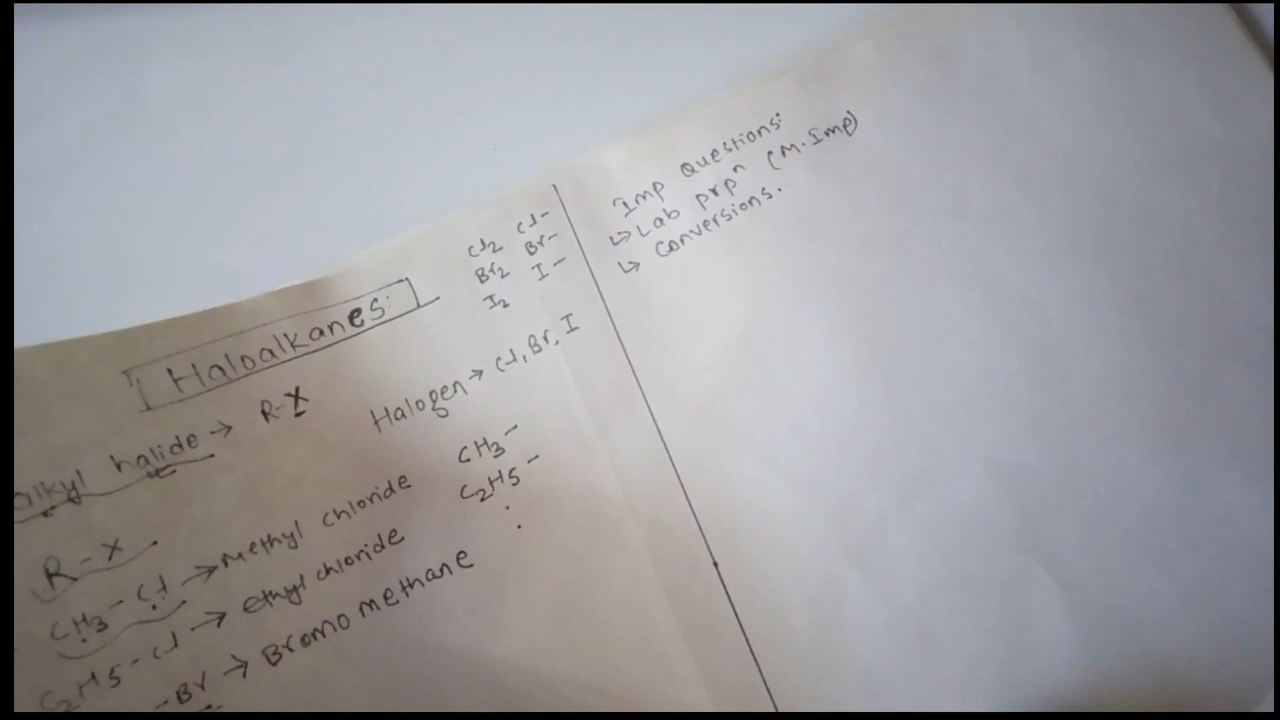 Haloalkanes:
alkyl halide → R-X
Cl2 Cl-
Br2 Br-
I2 I-
Halogen → Cl, Br, I
R-X
CH3-Cl → Methyl chloride
C2H5-Cl → ethyl chloride
-Br → Bromo methane
CH3-
C2H5-
Imp Questions:
↳ Lab prpⁿ (M.Imp)
↳ conversions.